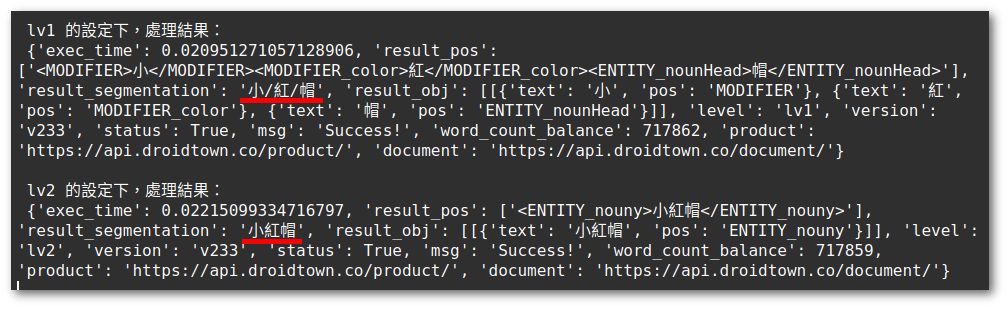 lv1 的設定下，處理結果：
{'exec_time': 0.020951271057128906, 'result_pos':
['<MODIFIER>小</MODIFIER><MODIFIER_color>紅</MODIFIER_color><ENTITY_nounHead>帽</ENTITY_nounHead>'],
'result_segmentation': '小/紅/帽', 'result_obj': [[{'text': '小', 'pos': 'MODIFIER'}, {'text': '紅',
'pos': 'MODIFIER_color'}, {'text': '帽', 'pos': 'ENTITY_nounHead'}]], 'level': 'lv1', 'version':
'v233', 'status': True, 'msg': 'Success!', 'word_count_balance': 717862, 'product':
'https://api.droidtown.co/product/', 'document': 'https://api.droidtown.co/document/'}
lv2 的設定下，處理結果：
{'exec_time': 0.02215099334716797, 'result_pos': ['<ENTITY_nouny>小紅帽</ENTITY_nouny>'],
'result_segmentation': '小紅帽', 'result_obj': [[{'text': '小紅帽', 'pos': 'ENTITY_nouny'}]], 'level':
'lv2', 'version': 'v233', 'status': True, 'msg': 'Success!', 'word_count_balance': 717859,
'product': 'https://api.droidtown.co/product/', 'document': 'https://api.droidtown.co/document/'}